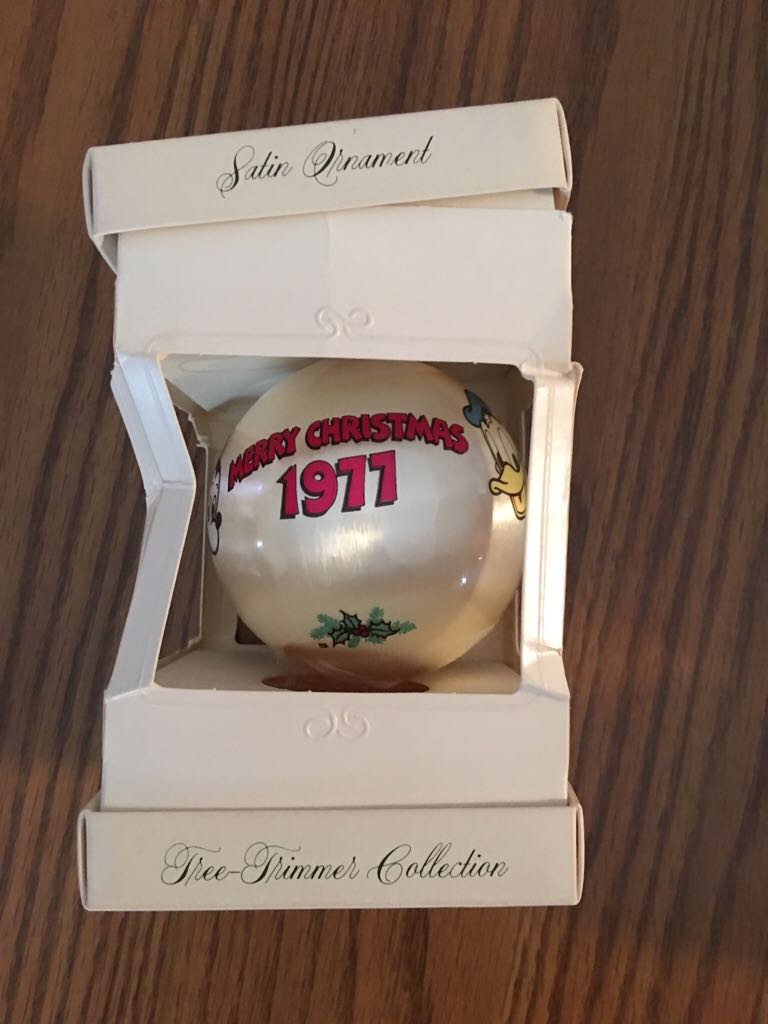 Satin Ornament
MERRY CHRISTMAS
1977
Tree-Trimmer Collection